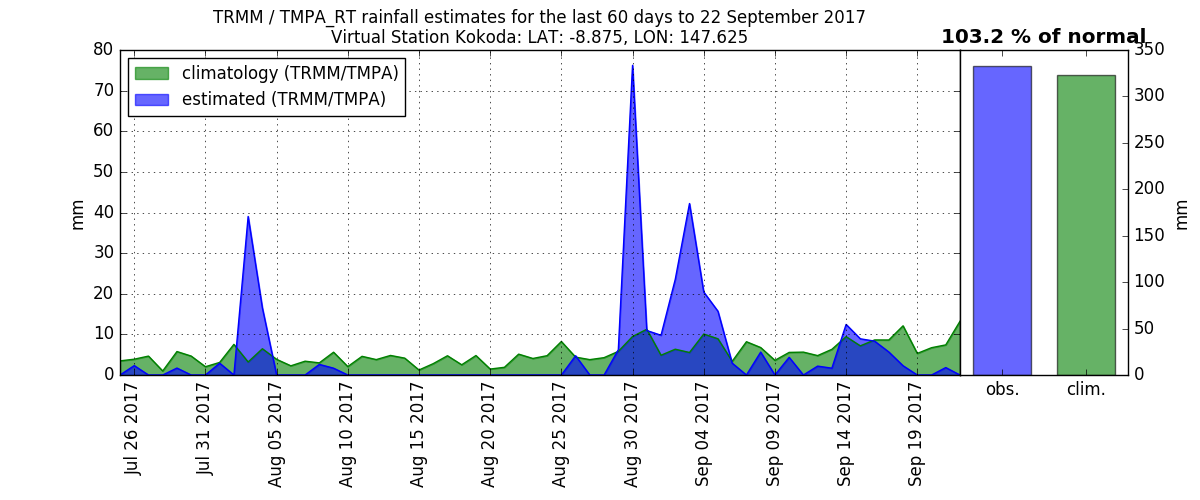 TRMM / TMPA_RT rainfall estimates for the last 60 days to 22 September 2017
Virtual Station Kokoda: LAT: -8.875, LON: 147.625
103.2 % of normal
climatology (TRMM/TMPA)
estimated (TRMM/TMPA)
mm
80
70
60
50
40
30
20
10
0
Jul 26 2017
Jul 31 2017
Aug 05 2017
Aug 10 2017
Aug 15 2017
Aug 20 2017
Aug 25 2017
Aug 30 2017
Sep 04 2017
Sep 09 2017
Sep 14 2017
Sep 19 2017
obs.
clim.
350
300
250
200
150
100
50
0
mm